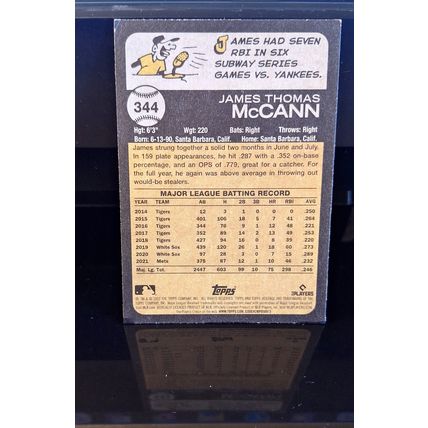 JAMES HAD SEVEN
RBI IN SIX
SUBWAY SERIES
GAMES VS. YANKEES.
344
JAMES THOMAS
McCANN
Hgt: 6'3" Wgt: 220 Bats: Right Throws: Right
Born: 6-13-90, Santa Barbara, Calif. Home: Santa Barbara, Calif.
James strung together a solid two months in June and July.
In 159 plate appearances, he hit .287 with a .352 on-base
percentage, and an OPS of .779, great for a catcher. For
the full year, he again was above average in throwing out
would-be stealers.
MAJOR LEAGUE BATTING RECORD
YEAR TEAM AB H 2B 3B HR RBI AVG
2014 Tigers 12 3 1 0 0 0 .250
2015 Tigers 401 106 18 5 7 41 .264
2016 Tigers 344 76 9 1 12 48 .221
2017 Tigers 352 89 14 2 13 49 .253
2018 Tigers 427 94 16 0 8 39 .220
2019 White Sox 439 120 26 1 18 60 .273
2020 White Sox 97 28 3 0 7 15 .289
2021 Mets 375 87 12 1 10 46 .232
Maj. Lg. Tot. 2447 603 99 10 75 298 .246
topps
PLAYERS